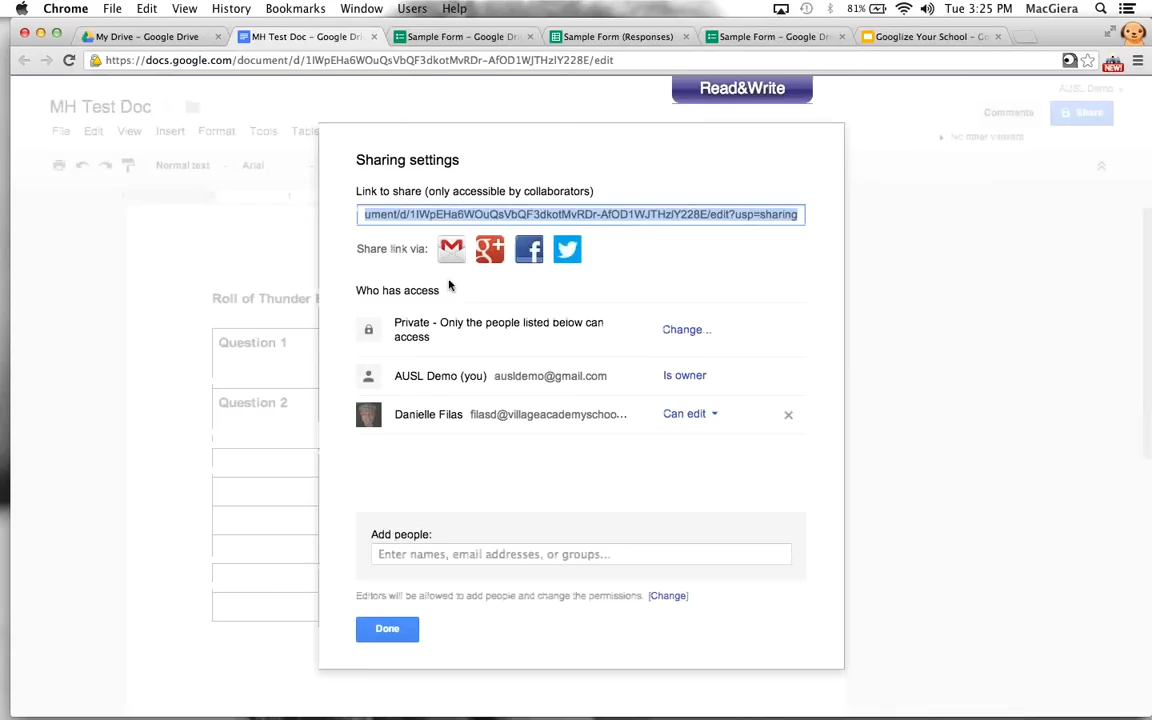 Chrome File Edit View History Bookmarks Window Users Help 81% Tue 3:25 PM MacGiera
My Drive – Google Drive MH Test Doc – Google Dri Sample Form – Google Dr Sample Form (Responses) Sample Form – Google Dri Googlize Your School – Go
https://docs.google.com/document/d/1IWpEHa6WOuQsVbQF3dkotMvRDr-AfOD1WJTHzlY228E/edit NEW!
Read&Write
AUSL Demo
MH Test Doc
Comments Share
File Edit View Insert Format Tools Table
No other viewers
Normal text Arial
Sharing settings
Link to share (only accessible by collaborators)
ument/d/1IWpEHa6WOuQsVbQF3dkotMvRDr-AfOD1WJTHzlY228E/edit?usp=sharing
Share link via:
Who has access
Roll of Thunder
Private - Only the people listed below can
access
Change...
Question 1
AUSL Demo (you) ausldemo@gmail.com Is owner
Question 2
Danielle Filas filasd@villageacademyschoo... Can edit
Add people:
Enter names, email addresses, or groups...
Editors will be allowed to add people and change the permissions. [Change]
Done